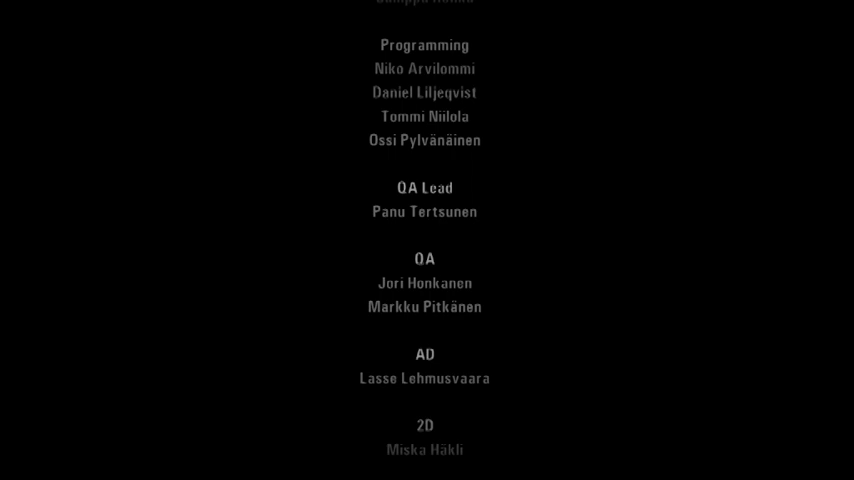 Programming
Niko Arvilommi
Daniel Liljeqvist
Tommi Niilola
Ossi Pylvänäinen
QA Lead
Panu Tertsunen
QA
Jori Honkanen
Markku Pitkänen
AD
Lasse Lehmusvaara
2D
Miska Häkli